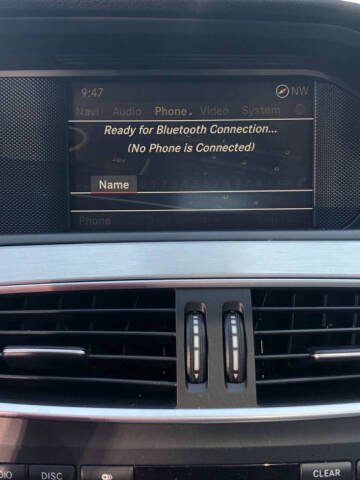 9:47 NW
Navi Audio Phone Video System
Ready for Bluetooth Connection...
(No Phone is Connected)
Name
Phone
DISC CLEAR